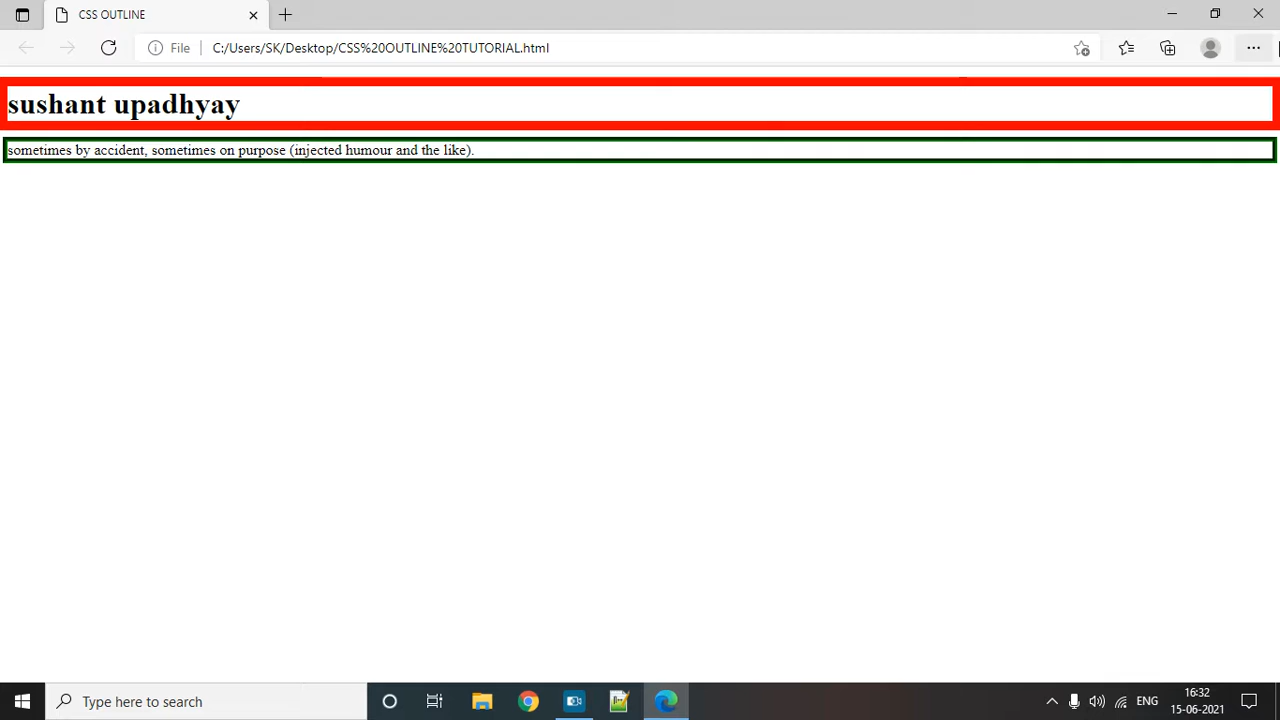 CSS OUTLINE
File C:/Users/SK/Desktop/CSS%20OUTLINE%20TUTORIAL.html
sushant upadhyay
sometimes by accident, sometimes on purpose (injected humour and the like).
Type here to search
ENG
16:32
15-06-2021